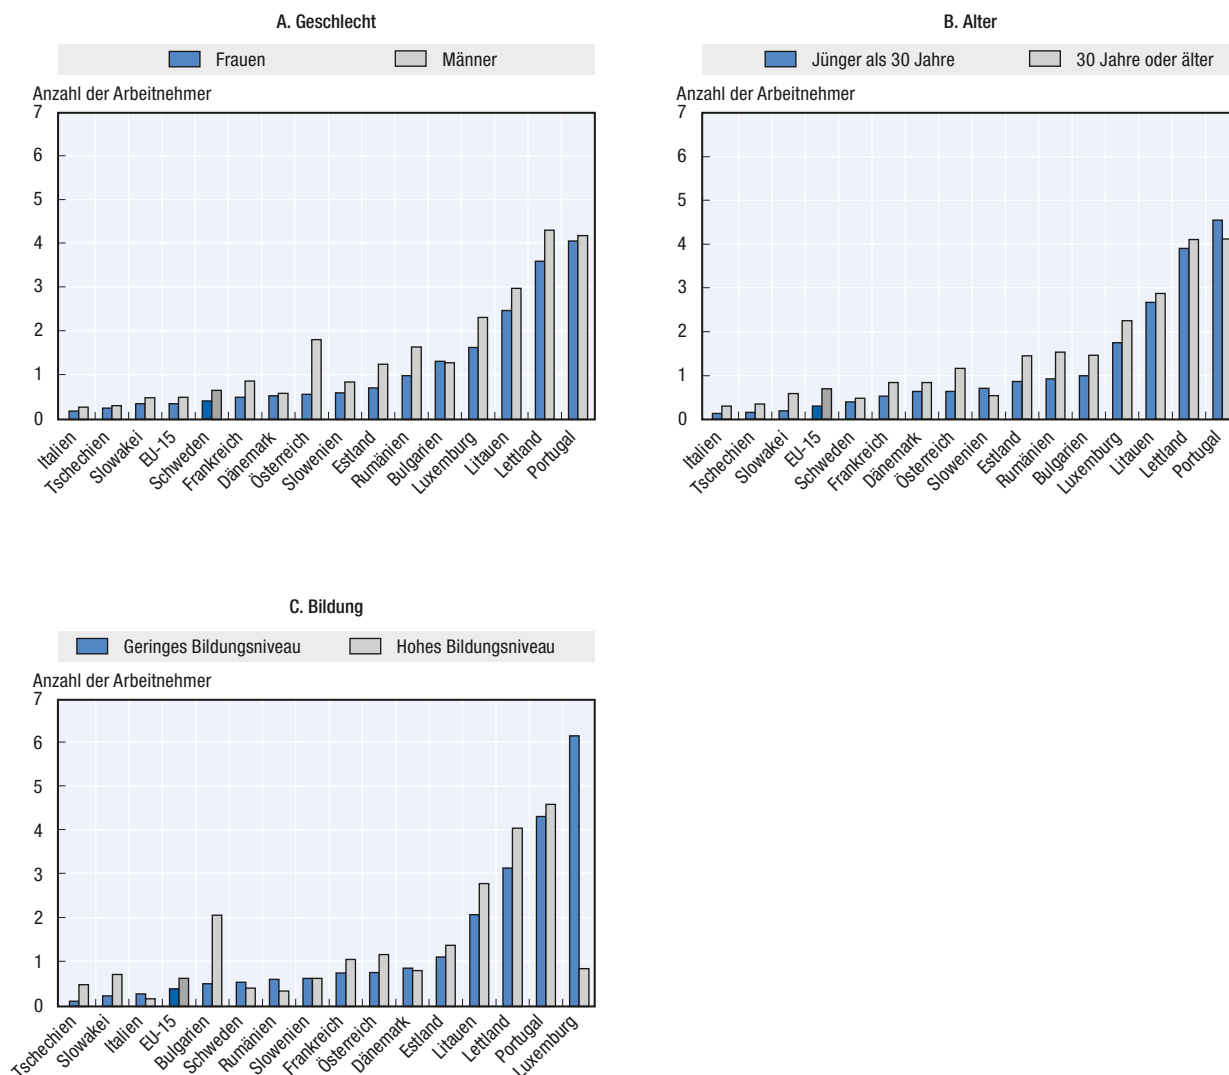 A. Geschlecht
Frauen Männer
Anzahl der Arbeitnehmer
7
6
5
4
3
2
1
0
Italien
Tschechien
Slowakei
EU-15
Schweden
Frankreich
Dänemark
Österreich
Slowenien
Estland
Rumänien
Bulgarien
Luxemburg
Litauen
Lettland
Portugal
B. Alter
Jünger als 30 Jahre 30 Jahre oder älter
Anzahl der Arbeitnehmer
7
6
5
4
3
2
1
0
Italien
Tschechien
Slowakei
EU-15
Schweden
Frankreich
Dänemark
Österreich
Slowenien
Estland
Rumänien
Bulgarien
Luxemburg
Litauen
Lettland
Portugal
C. Bildung
Geringes Bildungsniveau Hohes Bildungsniveau
Anzahl der Arbeitnehmer
7
6
5
4
3
2
1
0
Tschechien
Slowakei
Italien
EU-15
Bulgarien
Schweden
Rumänien
Slowenien
Frankreich
Österreich
Dänemark
Estland
Litauen
Lettland
Portugal
Luxemburg